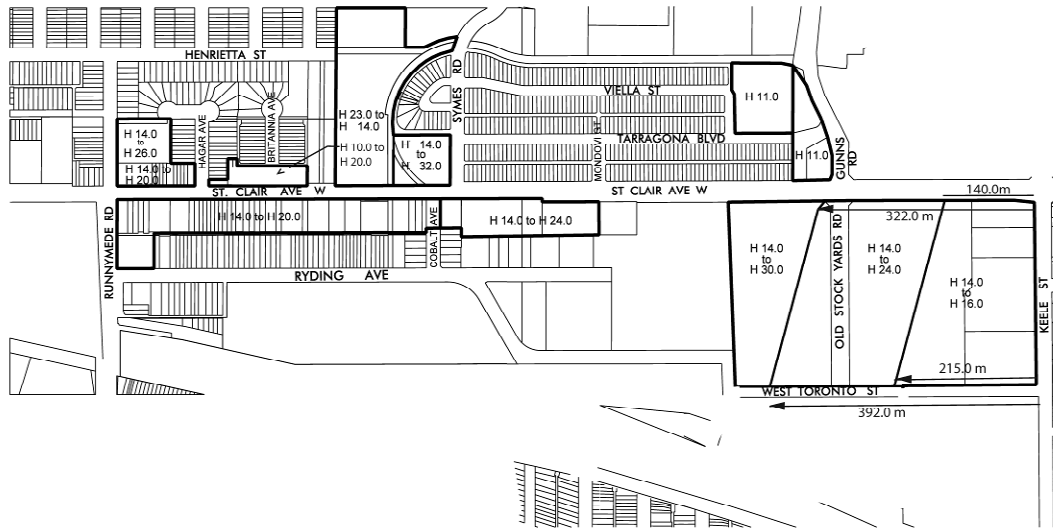 HENRIETTA ST
SYMES RD
VIELLA ST
H 11.0
H 23.0 to
H 14.0
BRITANNIA AVE
HAGAR AVE
H 14.0
to
H 26.0
TARRAGONA BLVD
MONDOVI ST
H 14.0
to
H 32.0
H 10.0 to
H 20.0
H 11.0
GUNNS RD
H 14.0 to
H 20.0
ST. CLAIR AVE W
ST CLAIR AVE W
140.0m
RUNNYMEDE RD
H 14.0 to H 20.0
COBALT AVE
H 14.0 to H 24.0
322.0 m
H 14.0
to
H 30.0
OLD STOCK YARDS RD
H 14.0
to
H 24.0
H 14.0
to
H 16.0
KEELE ST
RYDING AVE
215.0 m
WEST TORONTO ST
392.0 m